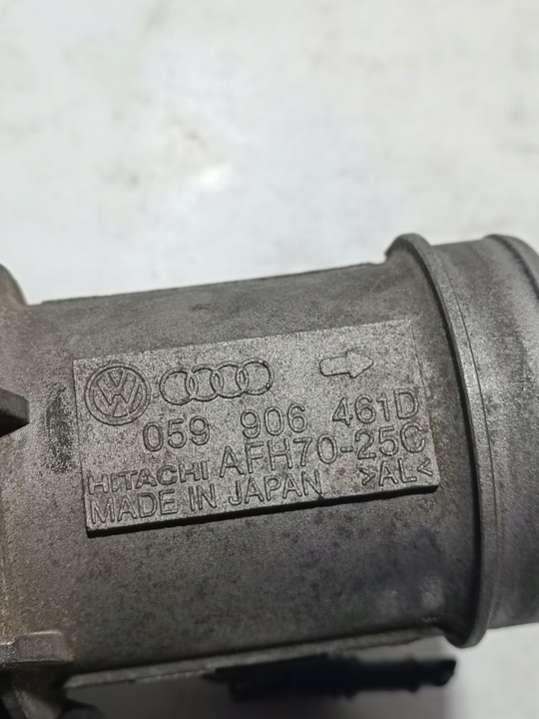 059 906 461D
HITACHI AFH70-25C
MADE IN JAPAN >AL<